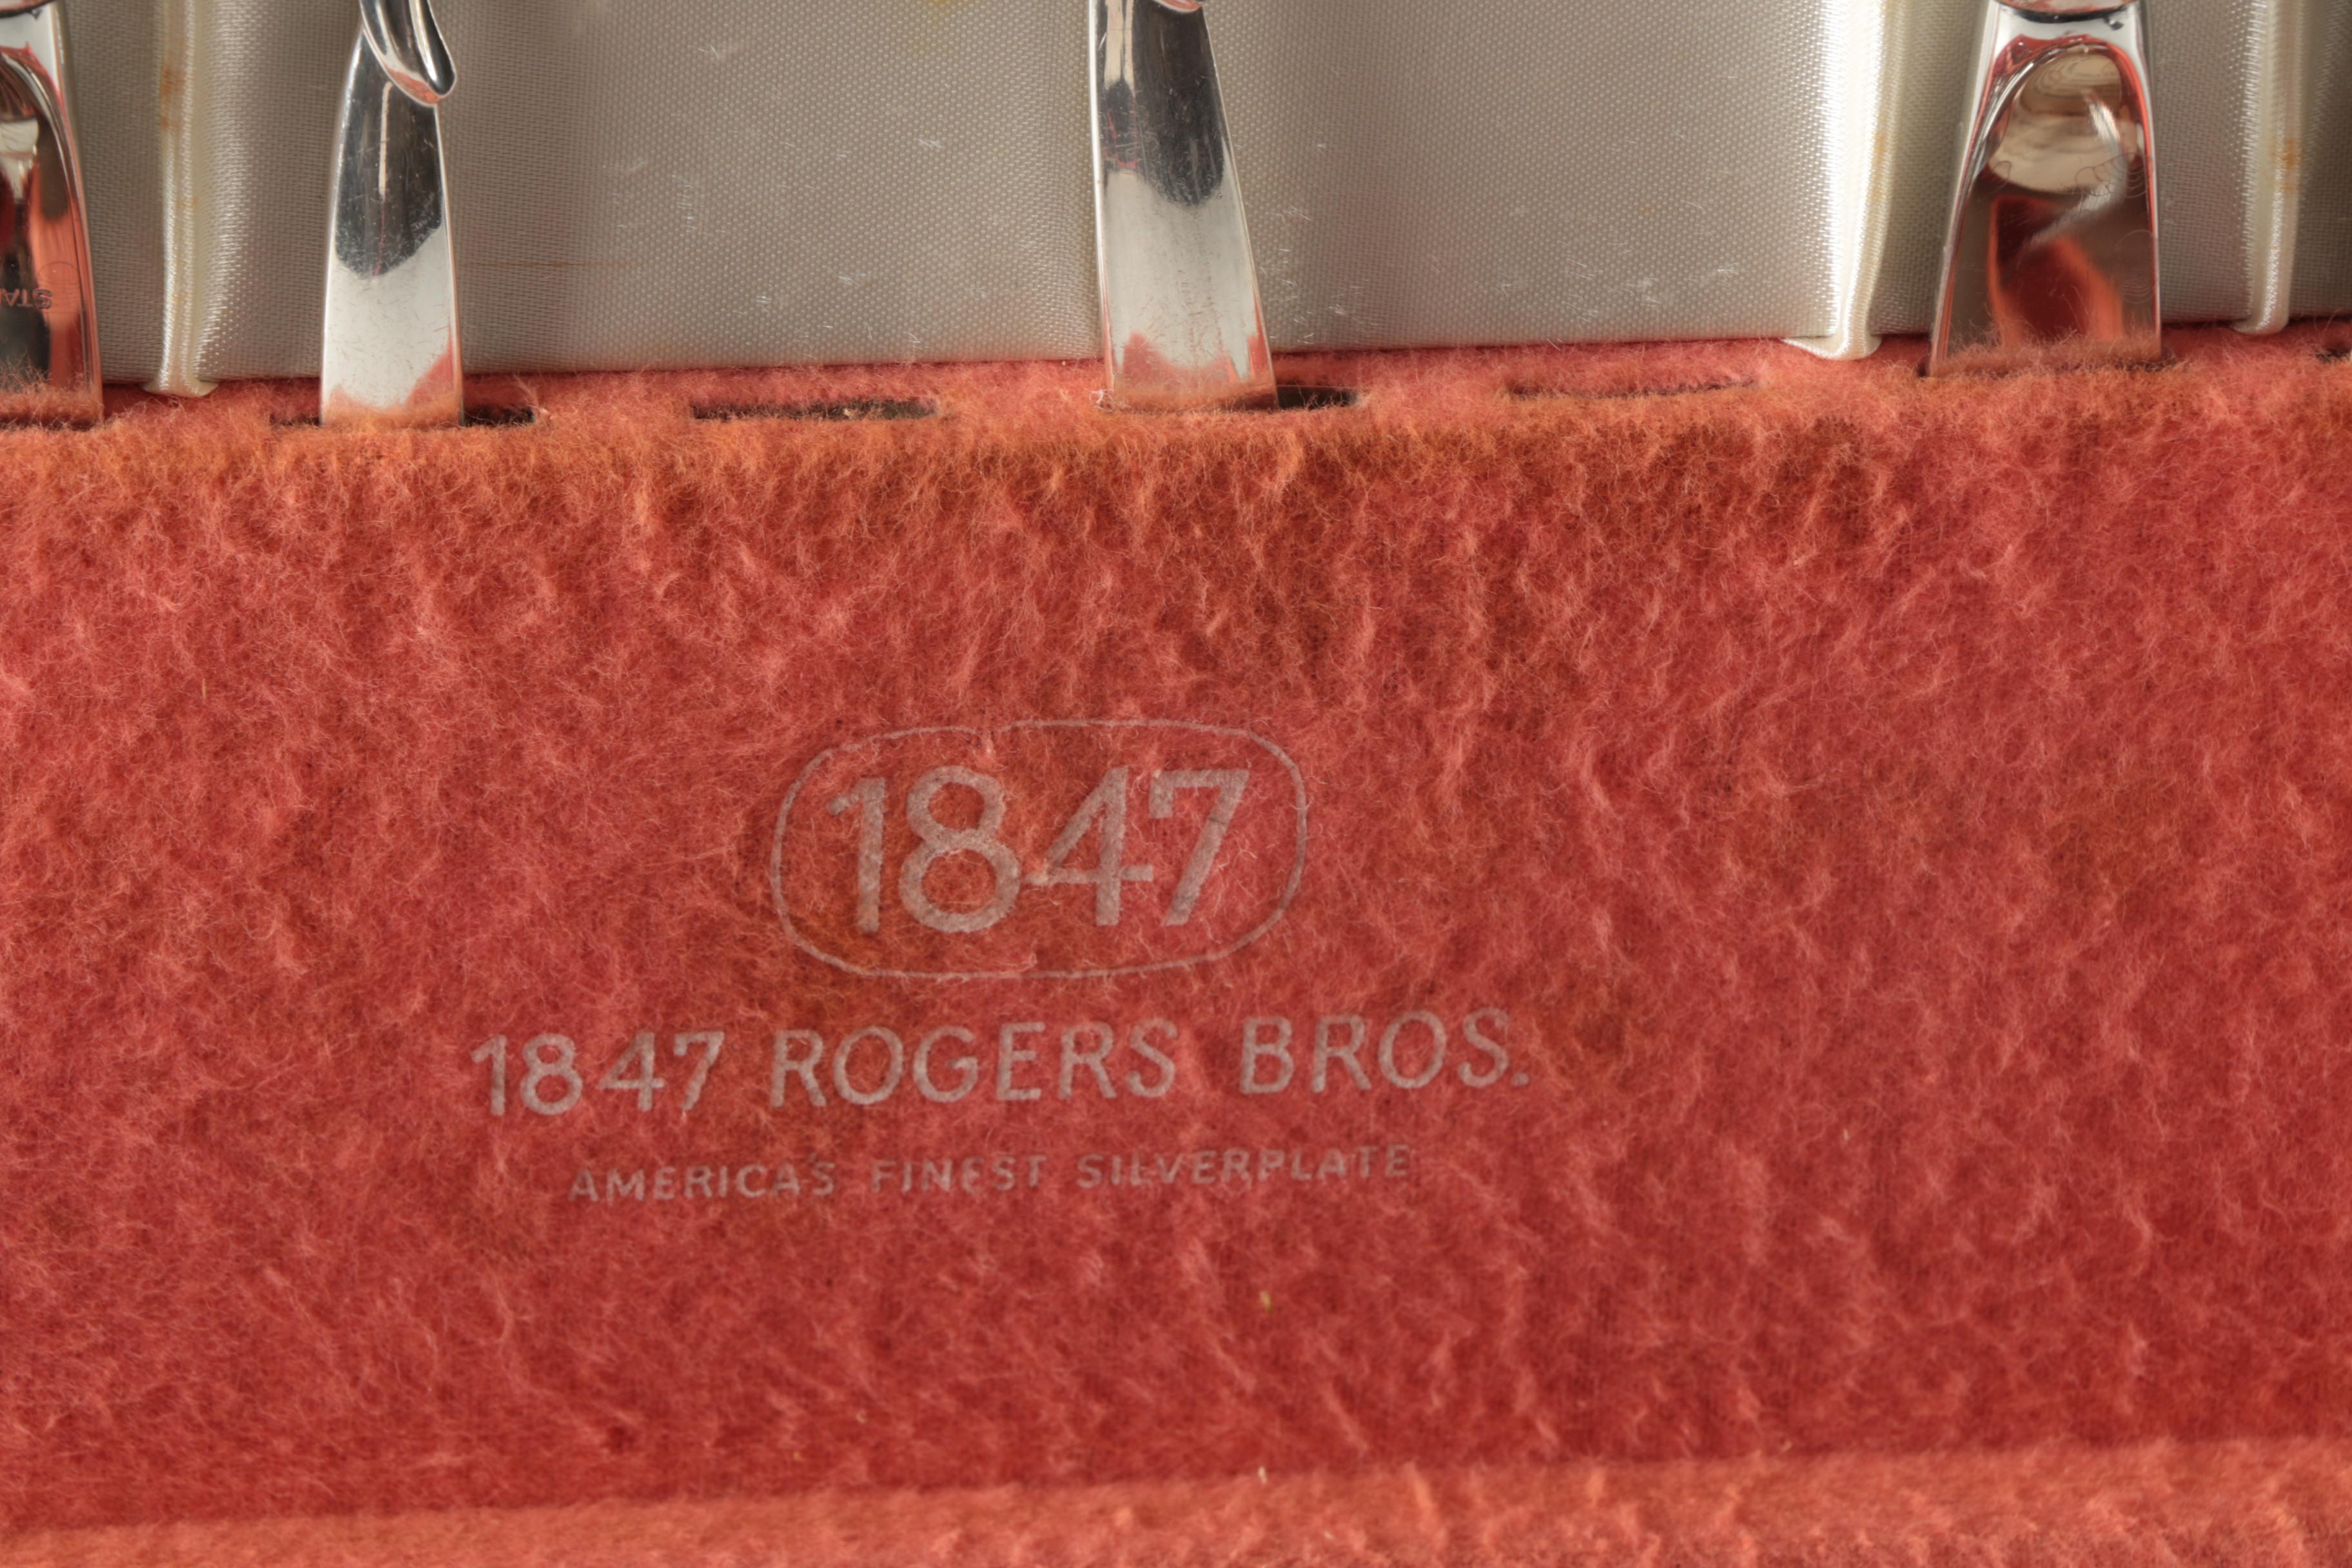 1847
1847 ROGERS BROS.
AMERICA'S FINEST SILVERPLATE